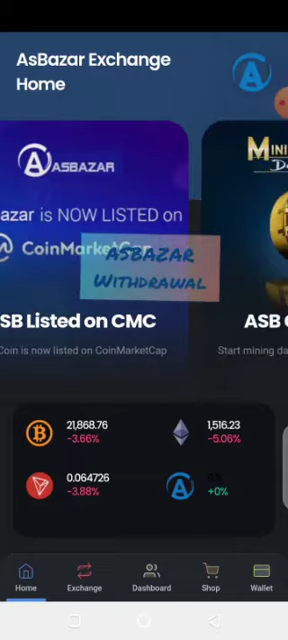 AsBazar Exchange
Home
ASBAZAR
MINI
azar is NOW LISTED on
CoinMarketCap
ASBAZAR
WITHDRAWAL
SB Listed on CMC
ASB
Coin is now listed on CoinMarketCap
Start mining da
21,868.76
-3.66%
1,516.23
-5.06%
0.064726
-3.88%
+0%
Home
Exchange
Dashboard
Shop
Wallet